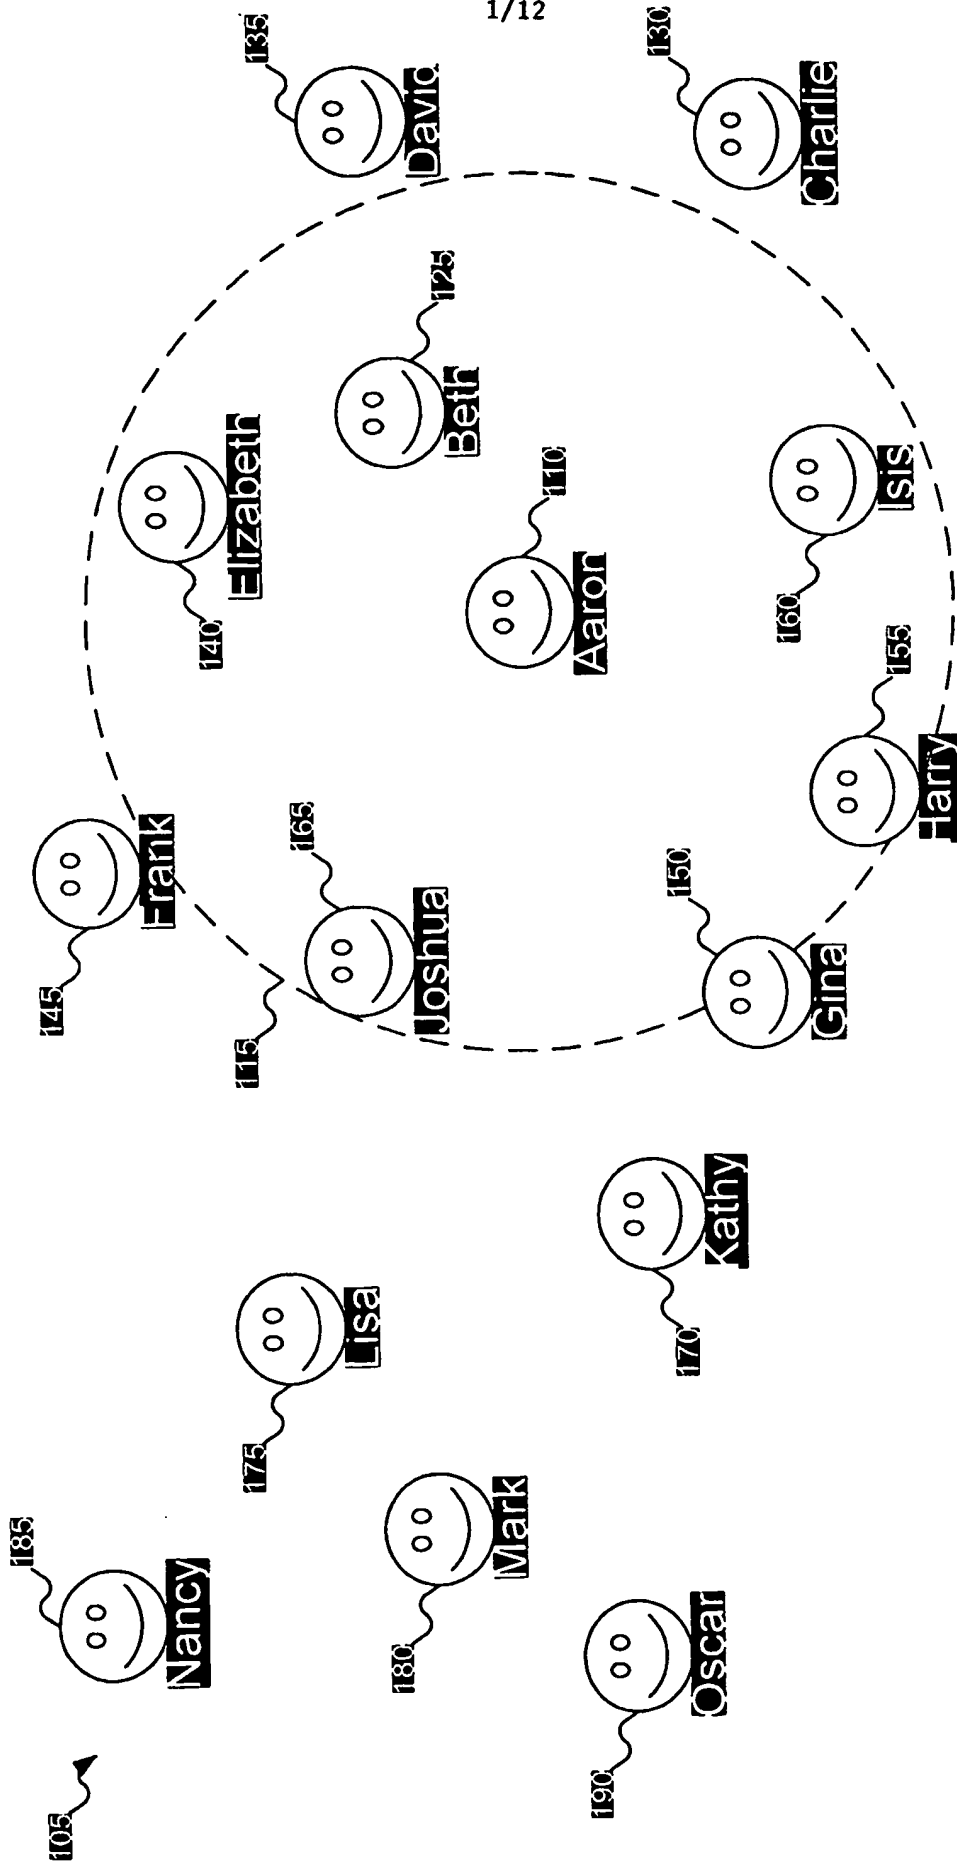 1/12
135
David
130
Charlie
125
Beth
Elizabeth
140
110
Aaron
Isis
160
155
Harry
145
Frank
165
Joshua
115
150
Gina
Kathy
170
Lisa
175
Mark
180
185
Nancy
Oscar
190
105